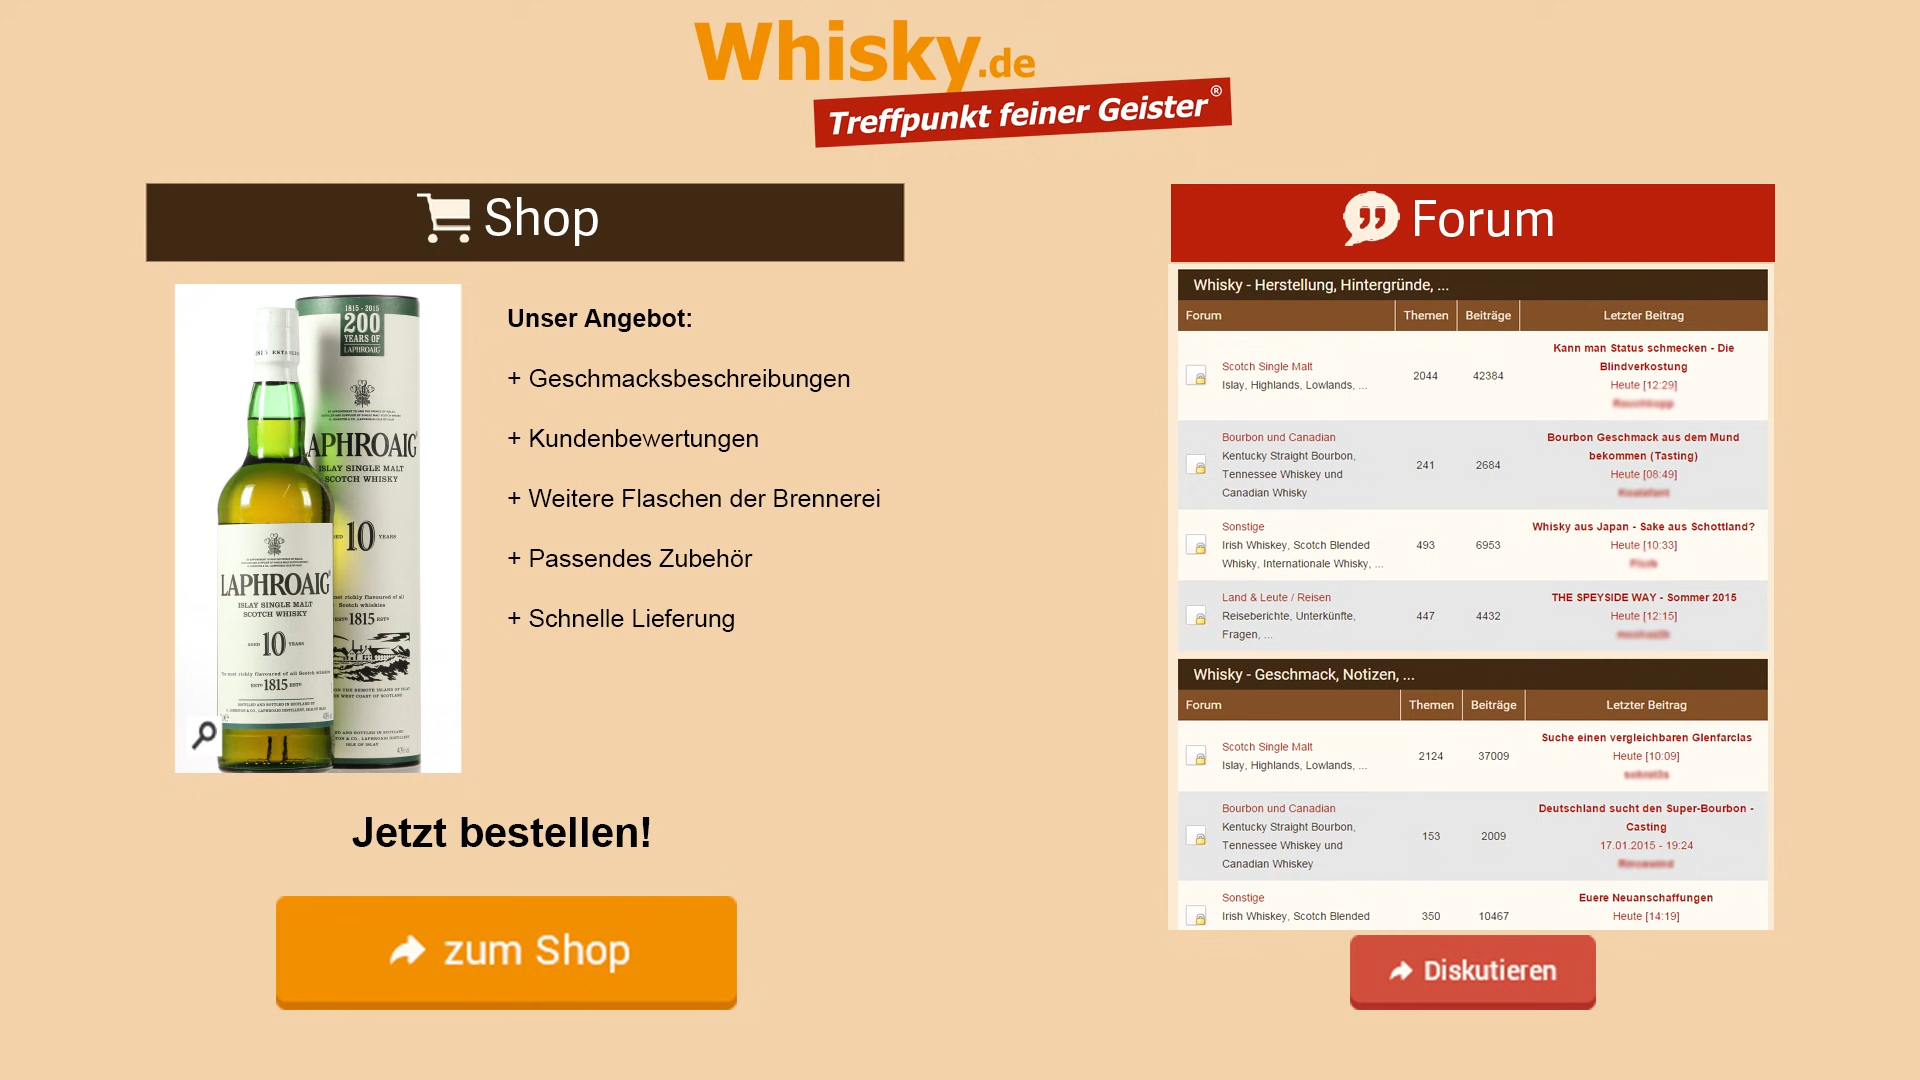 Whisky.de
Treffpunkt feiner Geister®
Shop
1815 - 2015
200
YEARS OF
LAPHROAIG
APHROAIG
ISLAY SINGLE MALT
SCOTCH WHISKY
10 YEARS
1815
LAPHROAIG
ISLAY SINGLE MALT
SCOTCH WHISKY
AGED 10 YEARS
1815
Unser Angebot:
+ Geschmacksbeschreibungen
+ Kundenbewertungen
+ Weitere Flaschen der Brennerei
+ Passendes Zubehör
+ Schnelle Lieferung
Jetzt bestellen!
zum Shop
Forum
Whisky - Herstellung, Hintergründe, ...
Forum Themen Beiträge Letzter Beitrag
Scotch Single Malt
Islay, Highlands, Lowlands, ...
2044 42384
Kann man Status schmecken - Die
Blindverkostung
Heute [12:29]
Bourbon und Canadian
Kentucky Straight Bourbon,
Tennessee Whiskey und
Canadian Whisky
241 2684
Bourbon Geschmack aus dem Mund
bekommen (Tasting)
Heute [08:49]
Sonstige
Irish Whiskey, Scotch Blended
Whisky, Internationale Whisky, ...
493 6953
Whisky aus Japan - Sake aus Schottland?
Heute [10:33]
Land & Leute / Reisen
Reiseberichte, Unterkünfte,
Fragen, ...
447 4432
THE SPEYSIDE WAY - Sommer 2015
Heute [12:15]
Whisky - Geschmack, Notizen, ...
Forum Themen Beiträge Letzter Beitrag
Scotch Single Malt
Islay, Highlands, Lowlands, ...
2124 37009
Suche einen vergleichbaren Glenfarclas
Heute [10:09]
Bourbon und Canadian
Kentucky Straight Bourbon,
Tennessee Whiskey und
Canadian Whiskey
153 2009
Deutschland sucht den Super-Bourbon -
Casting
17.01.2015 - 19:24
Sonstige
Irish Whiskey, Scotch Blended
350 10467
Euere Neuanschaffungen
Heute [14:19]
Diskutieren